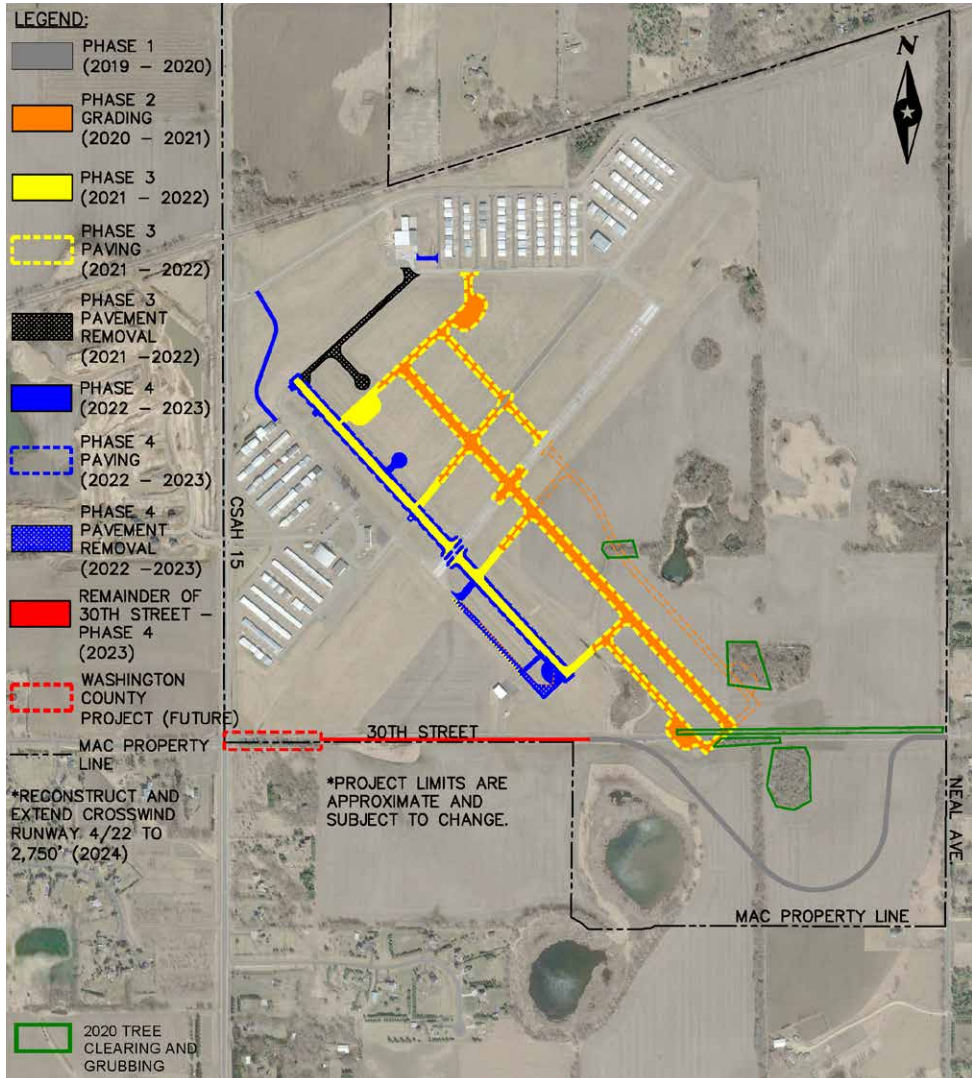 LEGEND:
PHASE 1
(2019 - 2020)
PHASE 2
GRADING
(2020 - 2021)
PHASE 3
(2021 - 2022)
PHASE 3
PAVING
(2021 - 2022)
PHASE 3
PAVEMENT
REMOVAL
(2021 -2022)
PHASE 4
(2022 - 2023)
PHASE 4
PAVING
(2022 - 2023)
PHASE 4
PAVEMENT
REMOVAL
(2022 -2023)
REMAINDER OF
30TH STREET -
PHASE 4
(2023)
WASHINGTON
COUNTY
PROJECT (FUTURE)
MAC PROPERTY
LINE
*RECONSTRUCT AND
EXTEND CROSSWIND
RUNWAY. 4/22 TO
2,750' (2024)
2020 TREE
CLEARING AND
GRUBBING
N
CSAH 15
30TH STREET
*PROJECT LIMITS ARE
APPROXIMATE AND
SUBJECT TO CHANGE.
NEAL AVE.
MAC PROPERTY LINE